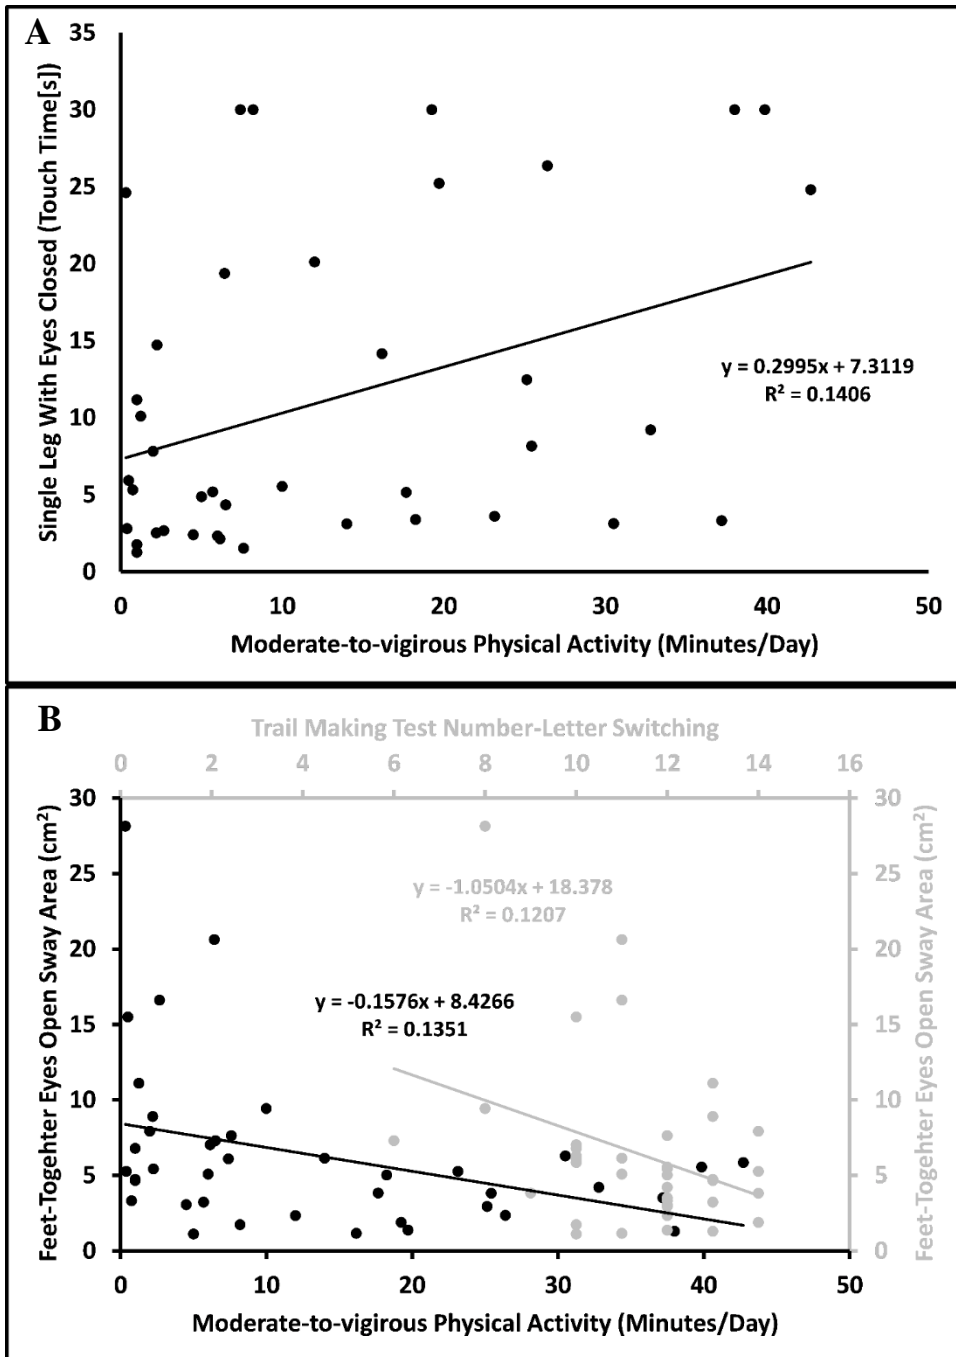 A
Single Leg With Eyes Closed (Touch Time[s])
35
30
25
20
15
10
5
0
y = 0.2995x + 7.3119
R² = 0.1406
0 10 20 30 40 50
Moderate-to-vigirous Physical Activity (Minutes/Day)
B
Trail Making Test Number-Letter Switching
0 2 4 6 8 10 12 14 16
Feet-Togehter Eyes Open Sway Area (cm²)
30
25
20
15
10
5
0
y = -1.0504x + 18.378
R² = 0.1207
y = -0.1576x + 8.4266
R² = 0.1351
30
25
20
15
10
5
0
Feet-Togehter Eyes Open Sway Area (cm²)
0 10 20 30 40 50
Moderate-to-vigirous Physical Activity (Minutes/Day)